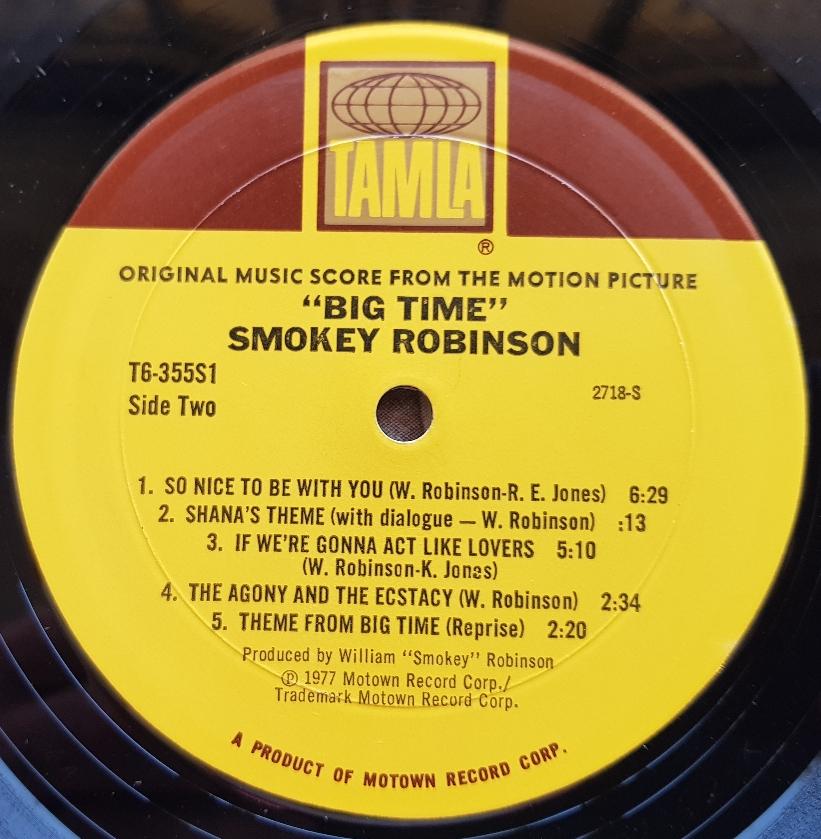 TAMLA
®
ORIGINAL MUSIC SCORE FROM THE MOTION PICTURE
“BIG TIME”
SMOKEY ROBINSON
T6-355S1
2718-S
Side Two
1. SO NICE TO BE WITH YOU (W. Robinson-R. E. Jones) 6:29
2. SHANA'S THEME (with dialogue — W. Robinson) :13
3. IF WE'RE GONNA ACT LIKE LOVERS 5:10
(W. Robinson-K. Jones)
4. THE AGONY AND THE ECSTACY (W. Robinson) 2:34
5. THEME FROM BIG TIME (Reprise) 2:20
Produced by William “Smokey” Robinson
℗ 1977 Motown Record Corp./
Trademark Motown Record Corp.
A PRODUCT OF MOTOWN RECORD CORP.